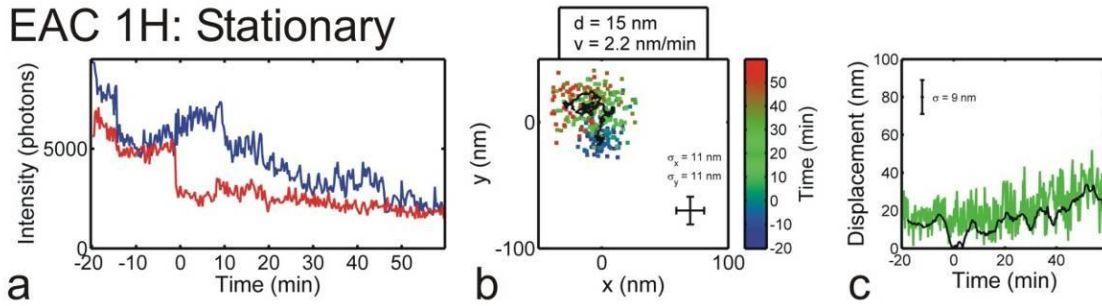 EAC 1H: Stationary
d = 15 nm
v = 2.2 nm/min
Intensity (photons)
5000
0
-20 -10 0 10 20 30 40 50
Time (min)
a
y (nm)
0
-100
0 100
x (nm)
σx = 11 nm
σy = 11 nm
50
40
30
20
10
0
-10
-20
Time (min)
b
Displacement (nm)
100
80
60
40
20
0
-20 0 20 40
Time (min)
σ = 9 nm
c